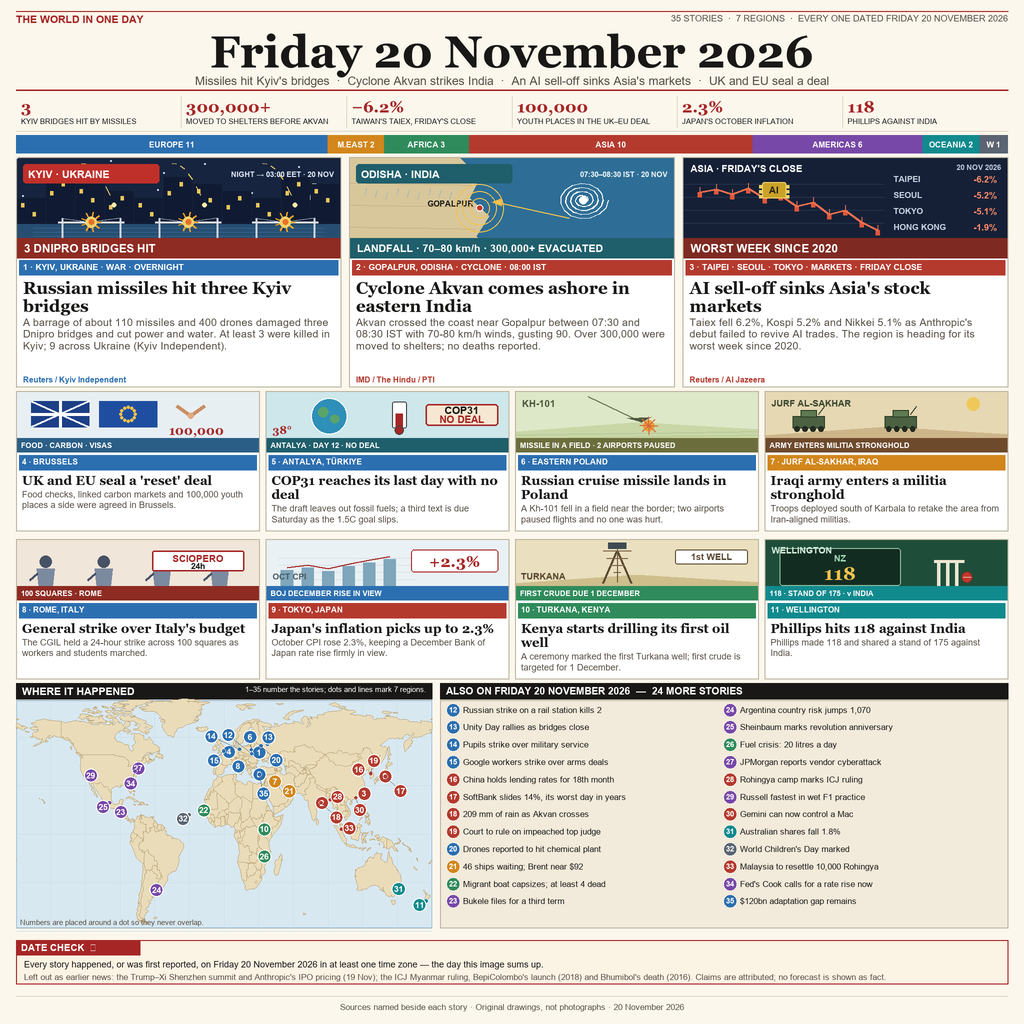 THE WORLD IN ONE DAY
35 STORIES · 7 REGIONS · EVERY ONE DATED FRIDAY 20 NOVEMBER 2026
Friday 20 November 2026
Missiles hit Kyiv's bridges · Cyclone Akvan strikes India · An AI sell-off sinks Asia's markets · UK and EU seal a deal
3
KYIV BRIDGES HIT BY MISSILES
300,000+
MOVED TO SHELTERS BEFORE AKVAN
−6.2%
TAIWAN'S TAIEX, FRIDAY'S CLOSE
100,000
YOUTH PLACES IN THE UK–EU DEAL
2.3%
JAPAN'S OCTOBER INFLATION
118
PHILLIPS AGAINST INDIA
EUROPE 11
M.EAST 2
AFRICA 3
ASIA 10
AMERICAS 6
OCEANIA 2
W 1
KYIV · UKRAINE
NIGHT → 03:00 EET · 20 NOV
3 DNIPRO BRIDGES HIT
1 · KYIV, UKRAINE · WAR · OVERNIGHT
Russian missiles hit three Kyiv
bridges
A barrage of about 110 missiles and 400 drones damaged three
Dnipro bridges and cut power and water. At least 3 were killed in
Kyiv; 9 across Ukraine (Kyiv Independent).
Reuters / Kyiv Independent
ODISHA · INDIA
07:30–08:30 IST · 20 NOV
GOPALPUR
LANDFALL · 70–80 km/h · 300,000+ EVACUATED
2 · GOPALPUR, ODISHA · CYCLONE · 08:00 IST
Cyclone Akvan comes ashore in
eastern India
Akvan crossed the coast near Gopalpur between 07:30 and
08:30 IST with 70-80 km/h winds, gusting 90. Over 300,000 were
moved to shelters; no deaths reported.
IMD / The Hindu / PTI
ASIA · FRIDAY'S CLOSE
20 NOV 2026
AI
TAIPEI -6.2%
SEOUL -5.2%
TOKYO -5.1%
HONG KONG -1.9%
WORST WEEK SINCE 2020
3 · TAIPEI · SEOUL · TOKYO · MARKETS · FRIDAY CLOSE
AI sell-off sinks Asia's stock
markets
Taiex fell 6.2%, Kospi 5.2% and Nikkei 5.1% as Anthropic's
debut failed to revive AI trades. The region is heading for its
worst week since 2020.
Reuters / Al Jazeera
100,000
FOOD · CARBON · VISAS
4 · BRUSSELS
UK and EU seal a 'reset' deal
Food checks, linked carbon markets and 100,000 youth
places a side were agreed in Brussels.
38°
COP31
NO DEAL
ANTALYA · DAY 12 · NO DEAL
5 · ANTALYA, TÜRKIYE
COP31 reaches its last day with no
deal
The draft leaves out fossil fuels; a third text is due
Saturday as the 1.5C goal slips.
KH-101
MISSILE IN A FIELD · 2 AIRPORTS PAUSED
6 · EASTERN POLAND
Russian cruise missile lands in
Poland
A Kh-101 fell in a field near the border; two airports
paused flights and no one was hurt.
JURF AL-SAKHAR
ARMY ENTERS MILITIA STRONGHOLD
7 · JURF AL-SAKHAR, IRAQ
Iraqi army enters a militia
stronghold
Troops deployed south of Karbala to retake the area from
Iran-aligned militias.
SCIOPERO
24h
100 SQUARES · ROME
8 · ROME, ITALY
General strike over Italy's budget
The CGIL held a 24-hour strike across 100 squares as
workers and students marched.
OCT CPI
+2.3%
BOJ DECEMBER RISE IN VIEW
9 · TOKYO, JAPAN
Japan's inflation picks up to 2.3%
October CPI rose 2.3%, keeping a December Bank of
Japan rate rise firmly in view.
TURKANA
1st WELL
FIRST CRUDE DUE 1 DECEMBER
10 · TURKANA, KENYA
Kenya starts drilling its first oil
well
A ceremony marked the first Turkana well; first crude is
targeted for 1 December.
WELLINGTON
NZ
118
118 · STAND OF 175 · v INDIA
11 · WELLINGTON
Phillips hits 118 against India
Phillips made 118 and shared a stand of 175 against
India.
WHERE IT HAPPENED
1–35 number the stories; dots and lines mark 7 regions.
Numbers are placed around a dot so they never overlap.
ALSO ON FRIDAY 20 NOVEMBER 2026 — 24 MORE STORIES
12 Russian strike on a rail station kills 2
13 Unity Day rallies as bridges close
14 Pupils strike over military service
15 Google workers strike over arms deals
16 China holds lending rates for 18th month
17 SoftBank slides 14%, its worst day in years
18 209 mm of rain as Akvan crosses
19 Court to rule on impeached top judge
20 Drones reported to hit chemical plant
21 46 ships waiting; Brent near $92
22 Migrant boat capsizes; at least 4 dead
23 Bukele files for a third term
24 Argentina country risk jumps 1,070
25 Sheinbaum marks revolution anniversary
26 Fuel crisis: 20 litres a day
27 JPMorgan reports vendor cyberattack
28 Rohingya camp marks ICJ ruling
29 Russell fastest in wet F1 practice
30 Gemini can now control a Mac
31 Australian shares fall 1.8%
32 World Children's Day marked
33 Malaysia to resettle 10,000 Rohingya
34 Fed's Cook calls for a rate rise now
35 $120bn adaptation gap remains
DATE CHECK
Every story happened, or was first reported, on Friday 20 November 2026 in at least one time zone — the day this image sums up.
Left out as earlier news: the Trump–Xi Shenzhen summit and Anthropic's IPO pricing (19 Nov); the ICJ Myanmar ruling, BepiColombo's launch (2018) and Bhumibol's death (2016). Claims are attributed; no forecast is shown as fact.
Sources named beside each story · Original drawings, not photographs · 20 November 2026